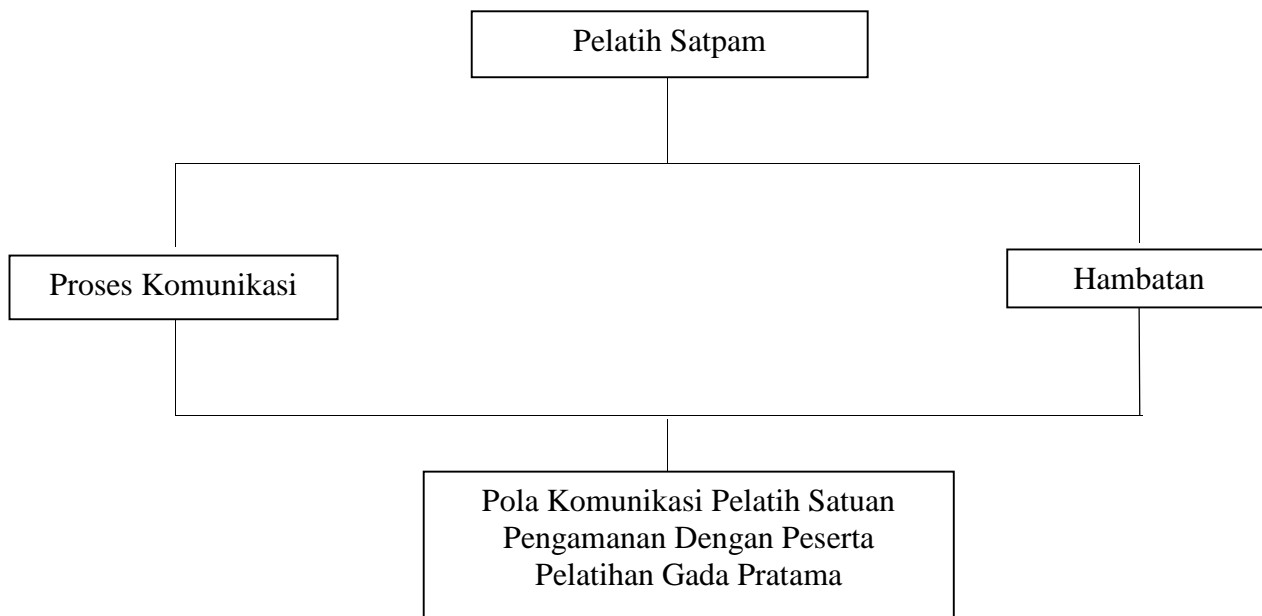 Pelatih Satpam
Proses Komunikasi
Hambatan
Pola Komunikasi Pelatih Satuan
Pengamanan Dengan Peserta
Pelatihan Gada Pratama